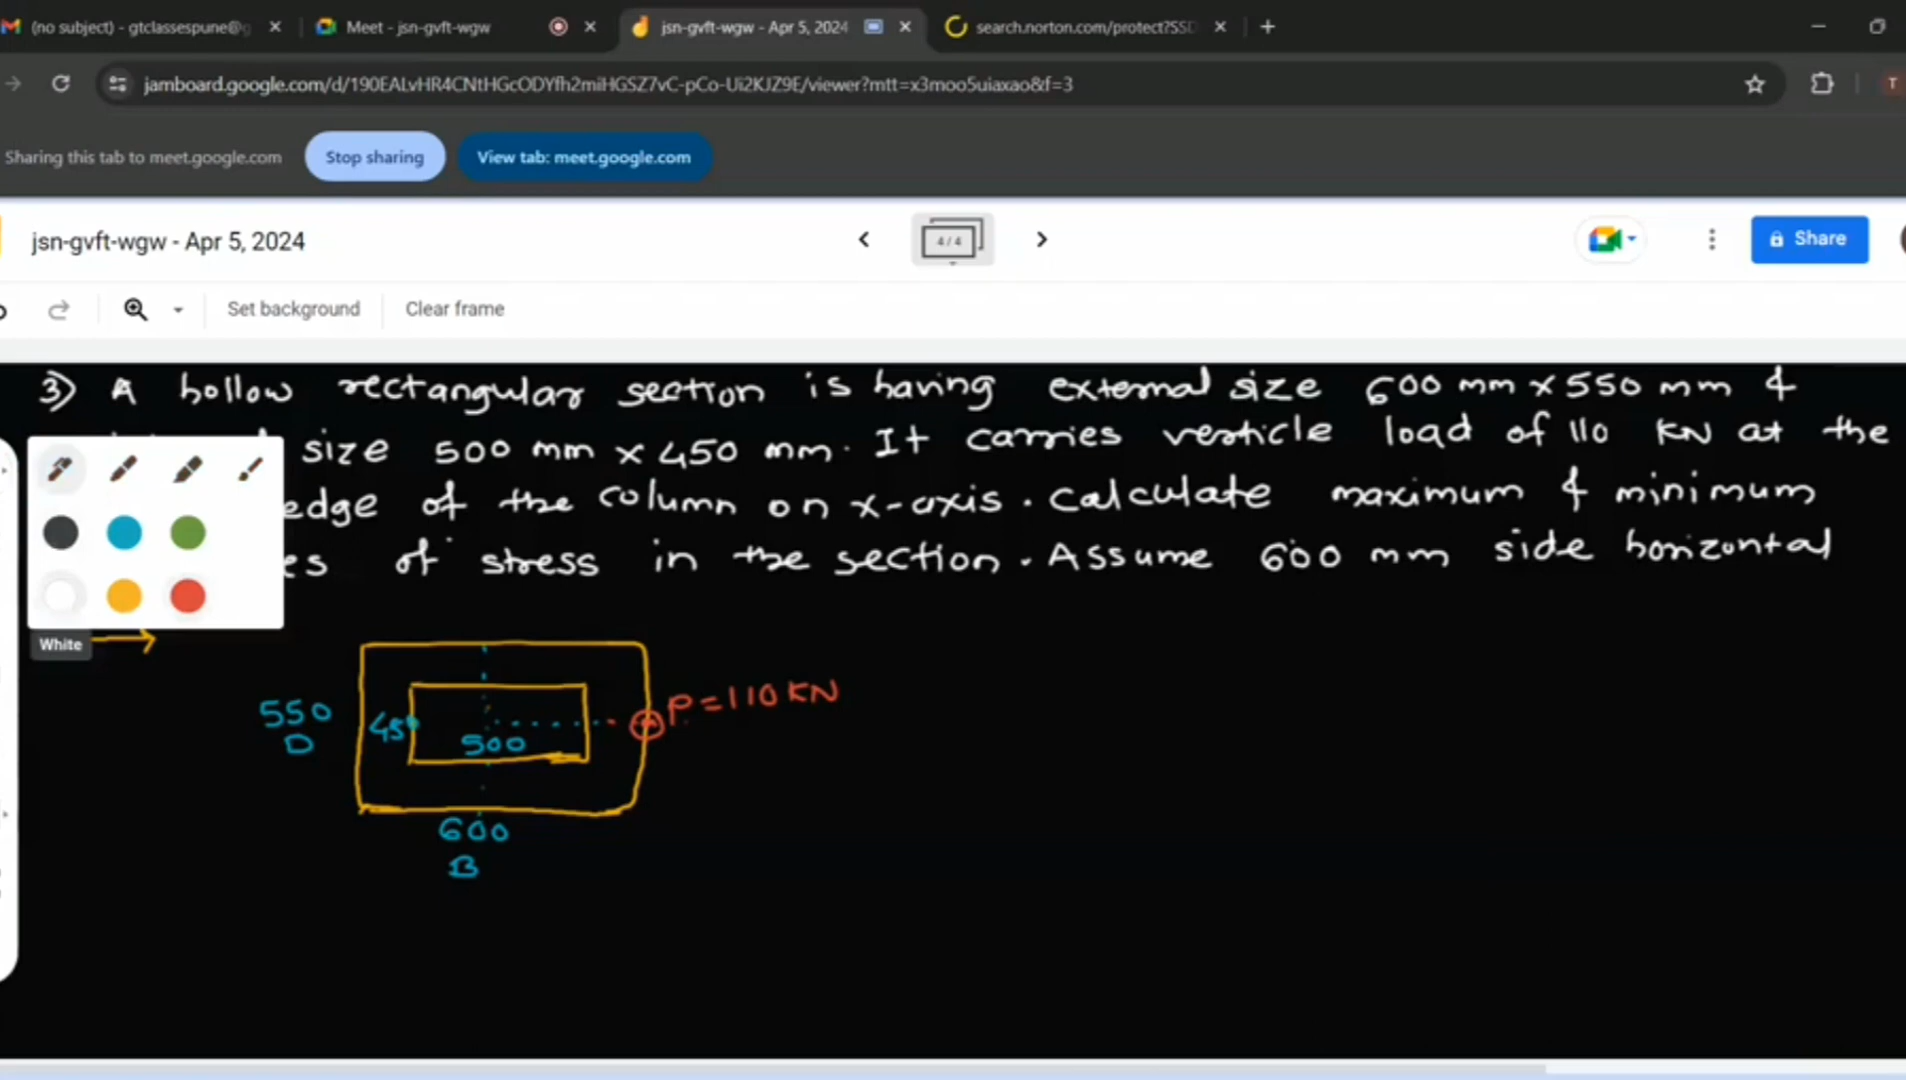 (no subject) - gtclassespune@g
Meet - jsn-gvft-wgw
jsn-gvft-wgw - Apr 5, 2024
search.norton.com/protect?SSD
jamboard.google.com/d/190EALvHR4CNtHGcODYfh2miHGSZ7vC-pCo-Ui2KJZ9E/viewer?mtt=x3moo5uiaxao&f=3
T
Sharing this tab to meet.google.com
Stop sharing
View tab: meet.google.com
jsn-gvft-wgw - Apr 5, 2024
4 / 4
Share
Set background
Clear frame
3) A hollow rectangular section is having external size 600 mm x 550 mm &
size 500 mm x 450 mm. It carries verticle load of 110 KN at the
edge of the column on x-axis. Calculate maximum & minimum
es of stress in the section. Assume 600 mm side horizontal
White
550
D
450
500
P=110KN
600
B